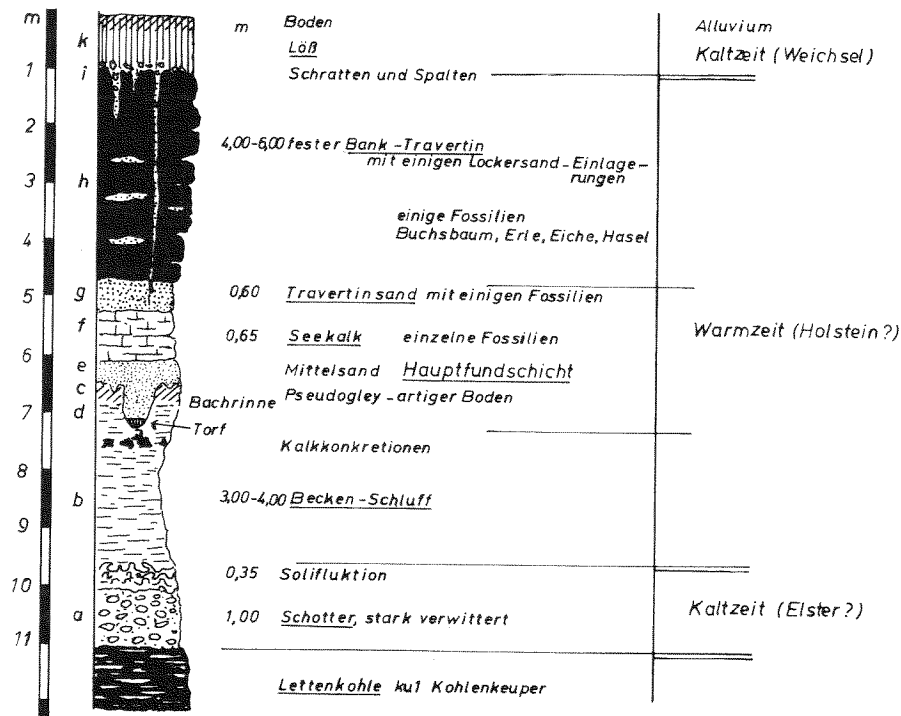 m
k m Boden Alluvium
Löß Kaltzeit (Weichsel)
1 i Schratten und Spalten
2
4,00-6,00 fester Bank-Travertin
mit einigen Lockersand-Einlage-
rungen
3 h
einige Fossilien
Buchsbaum, Erle, Eiche, Hasel
4
5 g 0,60 Travertinsand mit einigen Fossilien
f 0,65 Seekalk einzelne Fossilien Warmzeit (Holstein?)
6 e Mittelsand Hauptfundschicht
c Bachrinne Pseudogley-artiger Boden
7 d
Torf
Kalkkonkretionen
8
b 3,00-4,00 Becken-Schluff
9
10 0,35 Solifluktion
a 1,00 Schotter, stark verwittert Kaltzeit (Elster?)
11
Lettenkohle ku1 Kohlenkeuper